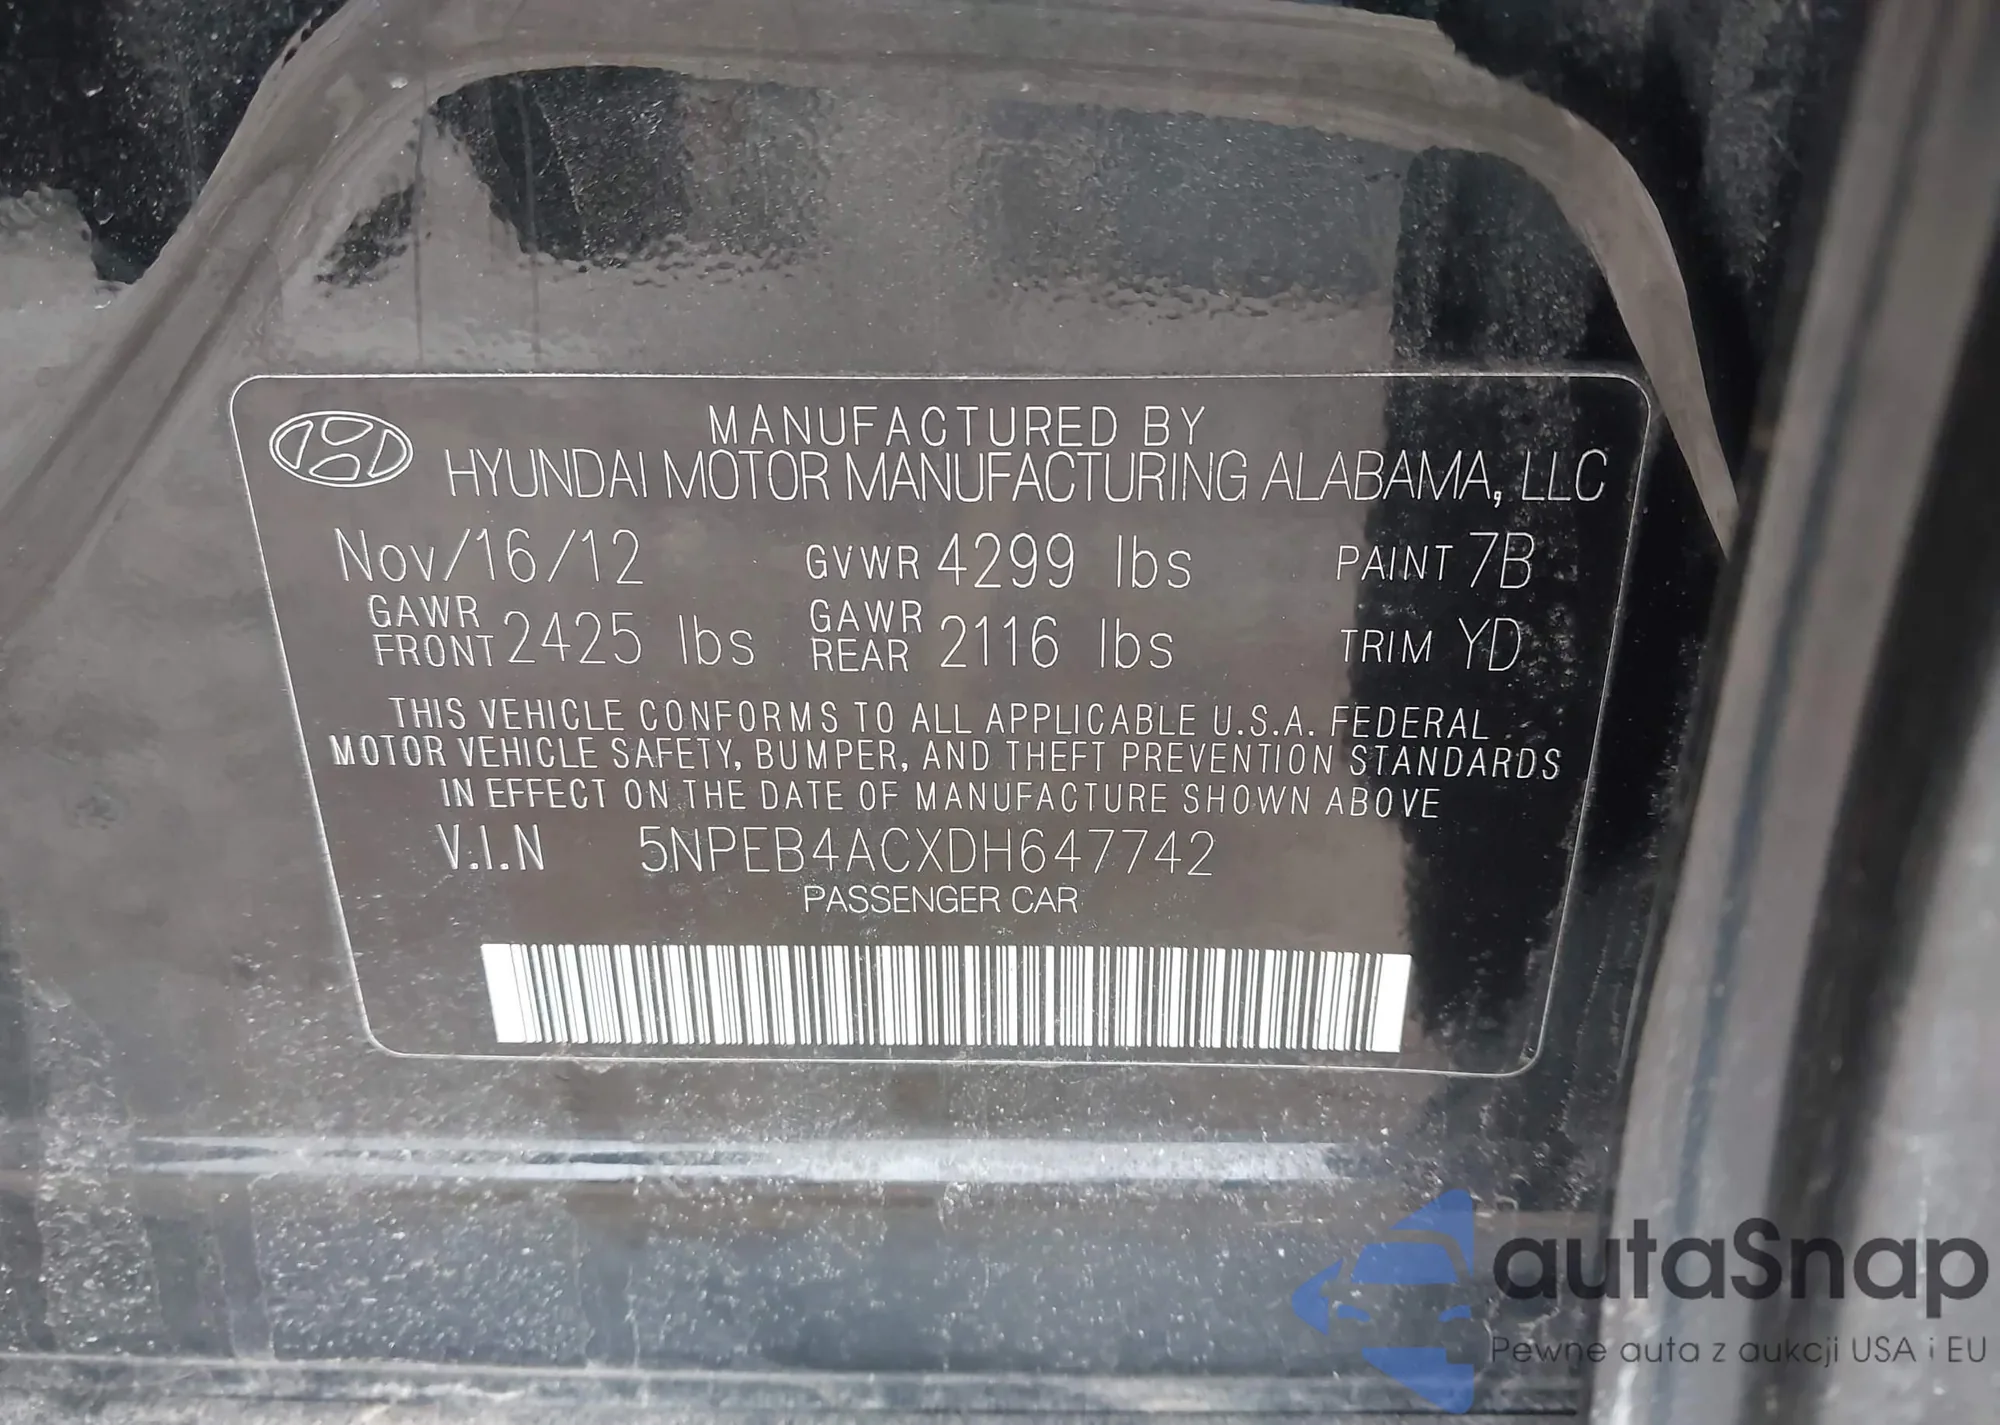 MANUFACTURED BY
HYUNDAI MOTOR MANUFACTURING ALABAMA, LLC
Nov/16/12 GVWR 4299 lbs PAINT 7B
GAWR FRONT 2425 lbs GAWR REAR 2116 lbs TRIM YD
THIS VEHICLE CONFORMS TO ALL APPLICABLE U.S.A. FEDERAL
MOTOR VEHICLE SAFETY, BUMPER, AND THEFT PREVENTION STANDARDS
IN EFFECT ON THE DATE OF MANUFACTURE SHOWN ABOVE
V.I.N 5NPEB4ACXDH647742
PASSENGER CAR
autaSnap
Pewne auta z aukcji USA i EU